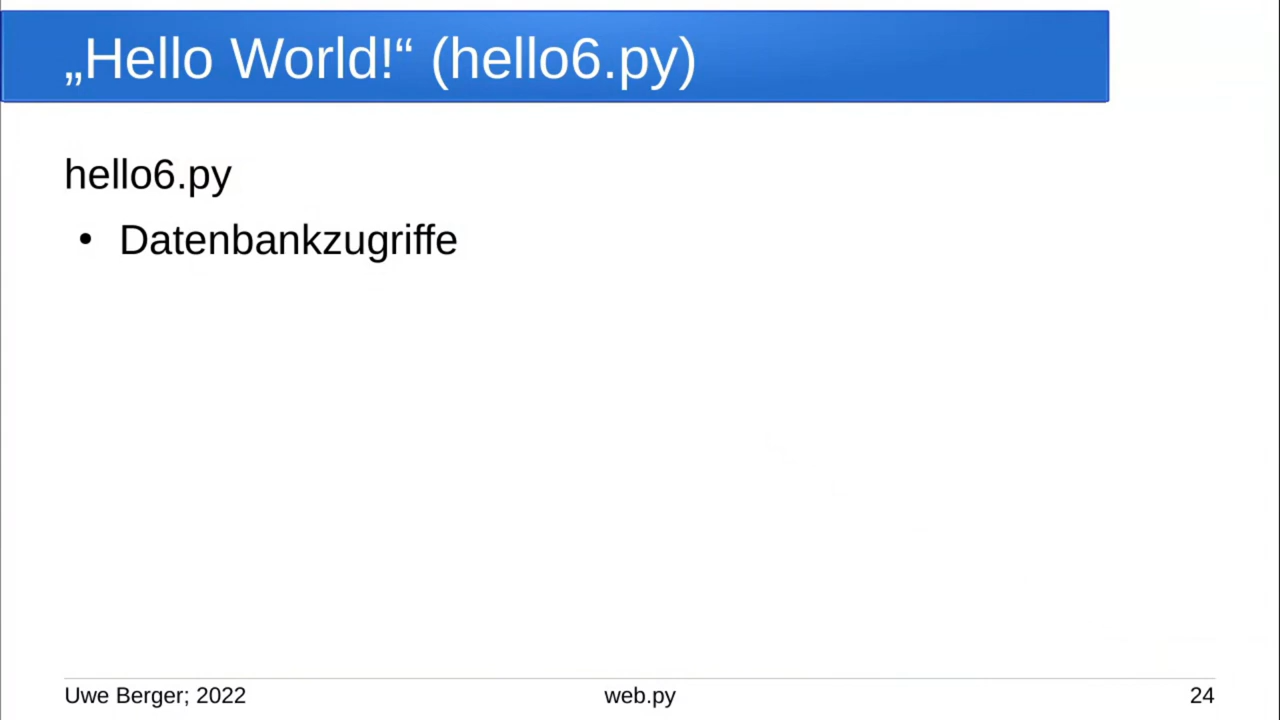 „Hello World!“ (hello6.py)
hello6.py
• Datenbankzugriffe
Uwe Berger; 2022
web.py
24